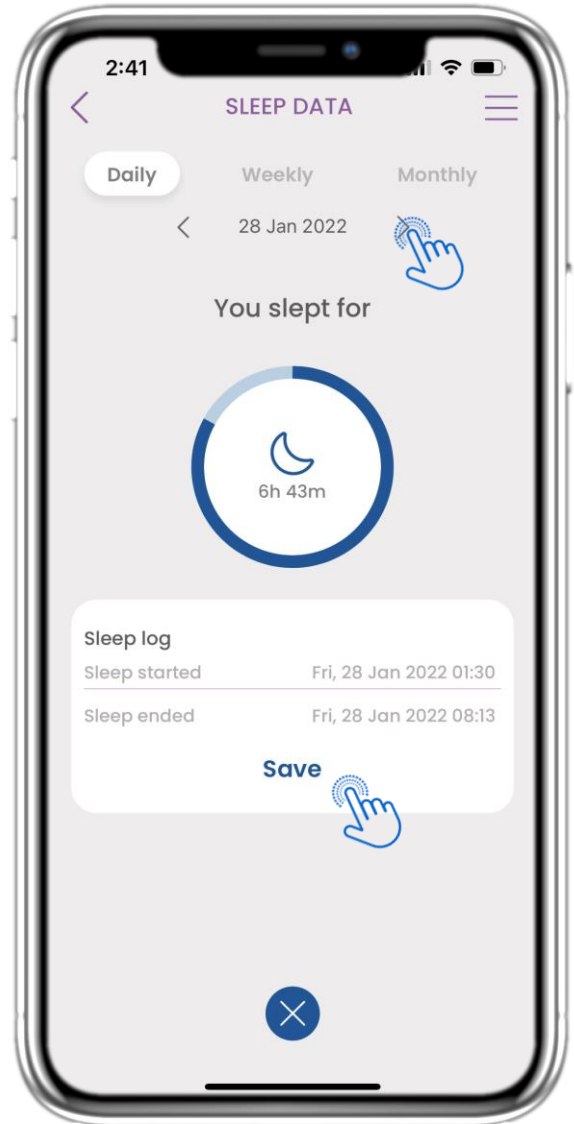 2:41
SLEEP DATA
Daily Weekly Monthly
28 Jan 2022
You slept for
6h 43m
Sleep log
Sleep started Fri, 28 Jan 2022 01:30
Sleep ended Fri, 28 Jan 2022 08:13
Save